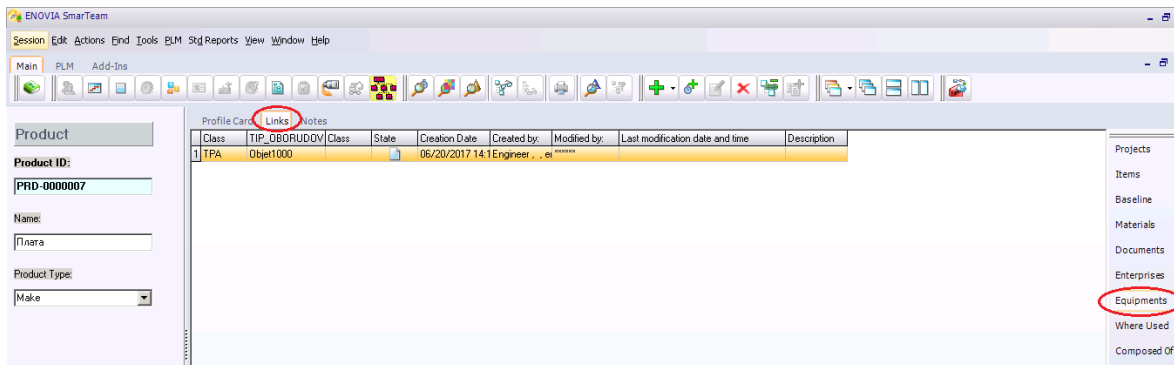 ENOVIA SmarTeam
Session Edit Actions Find Tools PLM Std Reports View Window Help
Main PLM Add-Ins
Profile Card Links Notes
Product
Product ID:
PRD-0000007
Name:
Плата
Product Type:
Make
Class TIP_OBORUDOV Class State Creation Date Created by: Modified by: Last modification date and time Description
1 TPA Objet1000 06/20/2017 14:1 Engineer , , ei ******
Projects
Items
Baseline
Materials
Documents
Enterprises
Equipments
Where Used
Composed Of